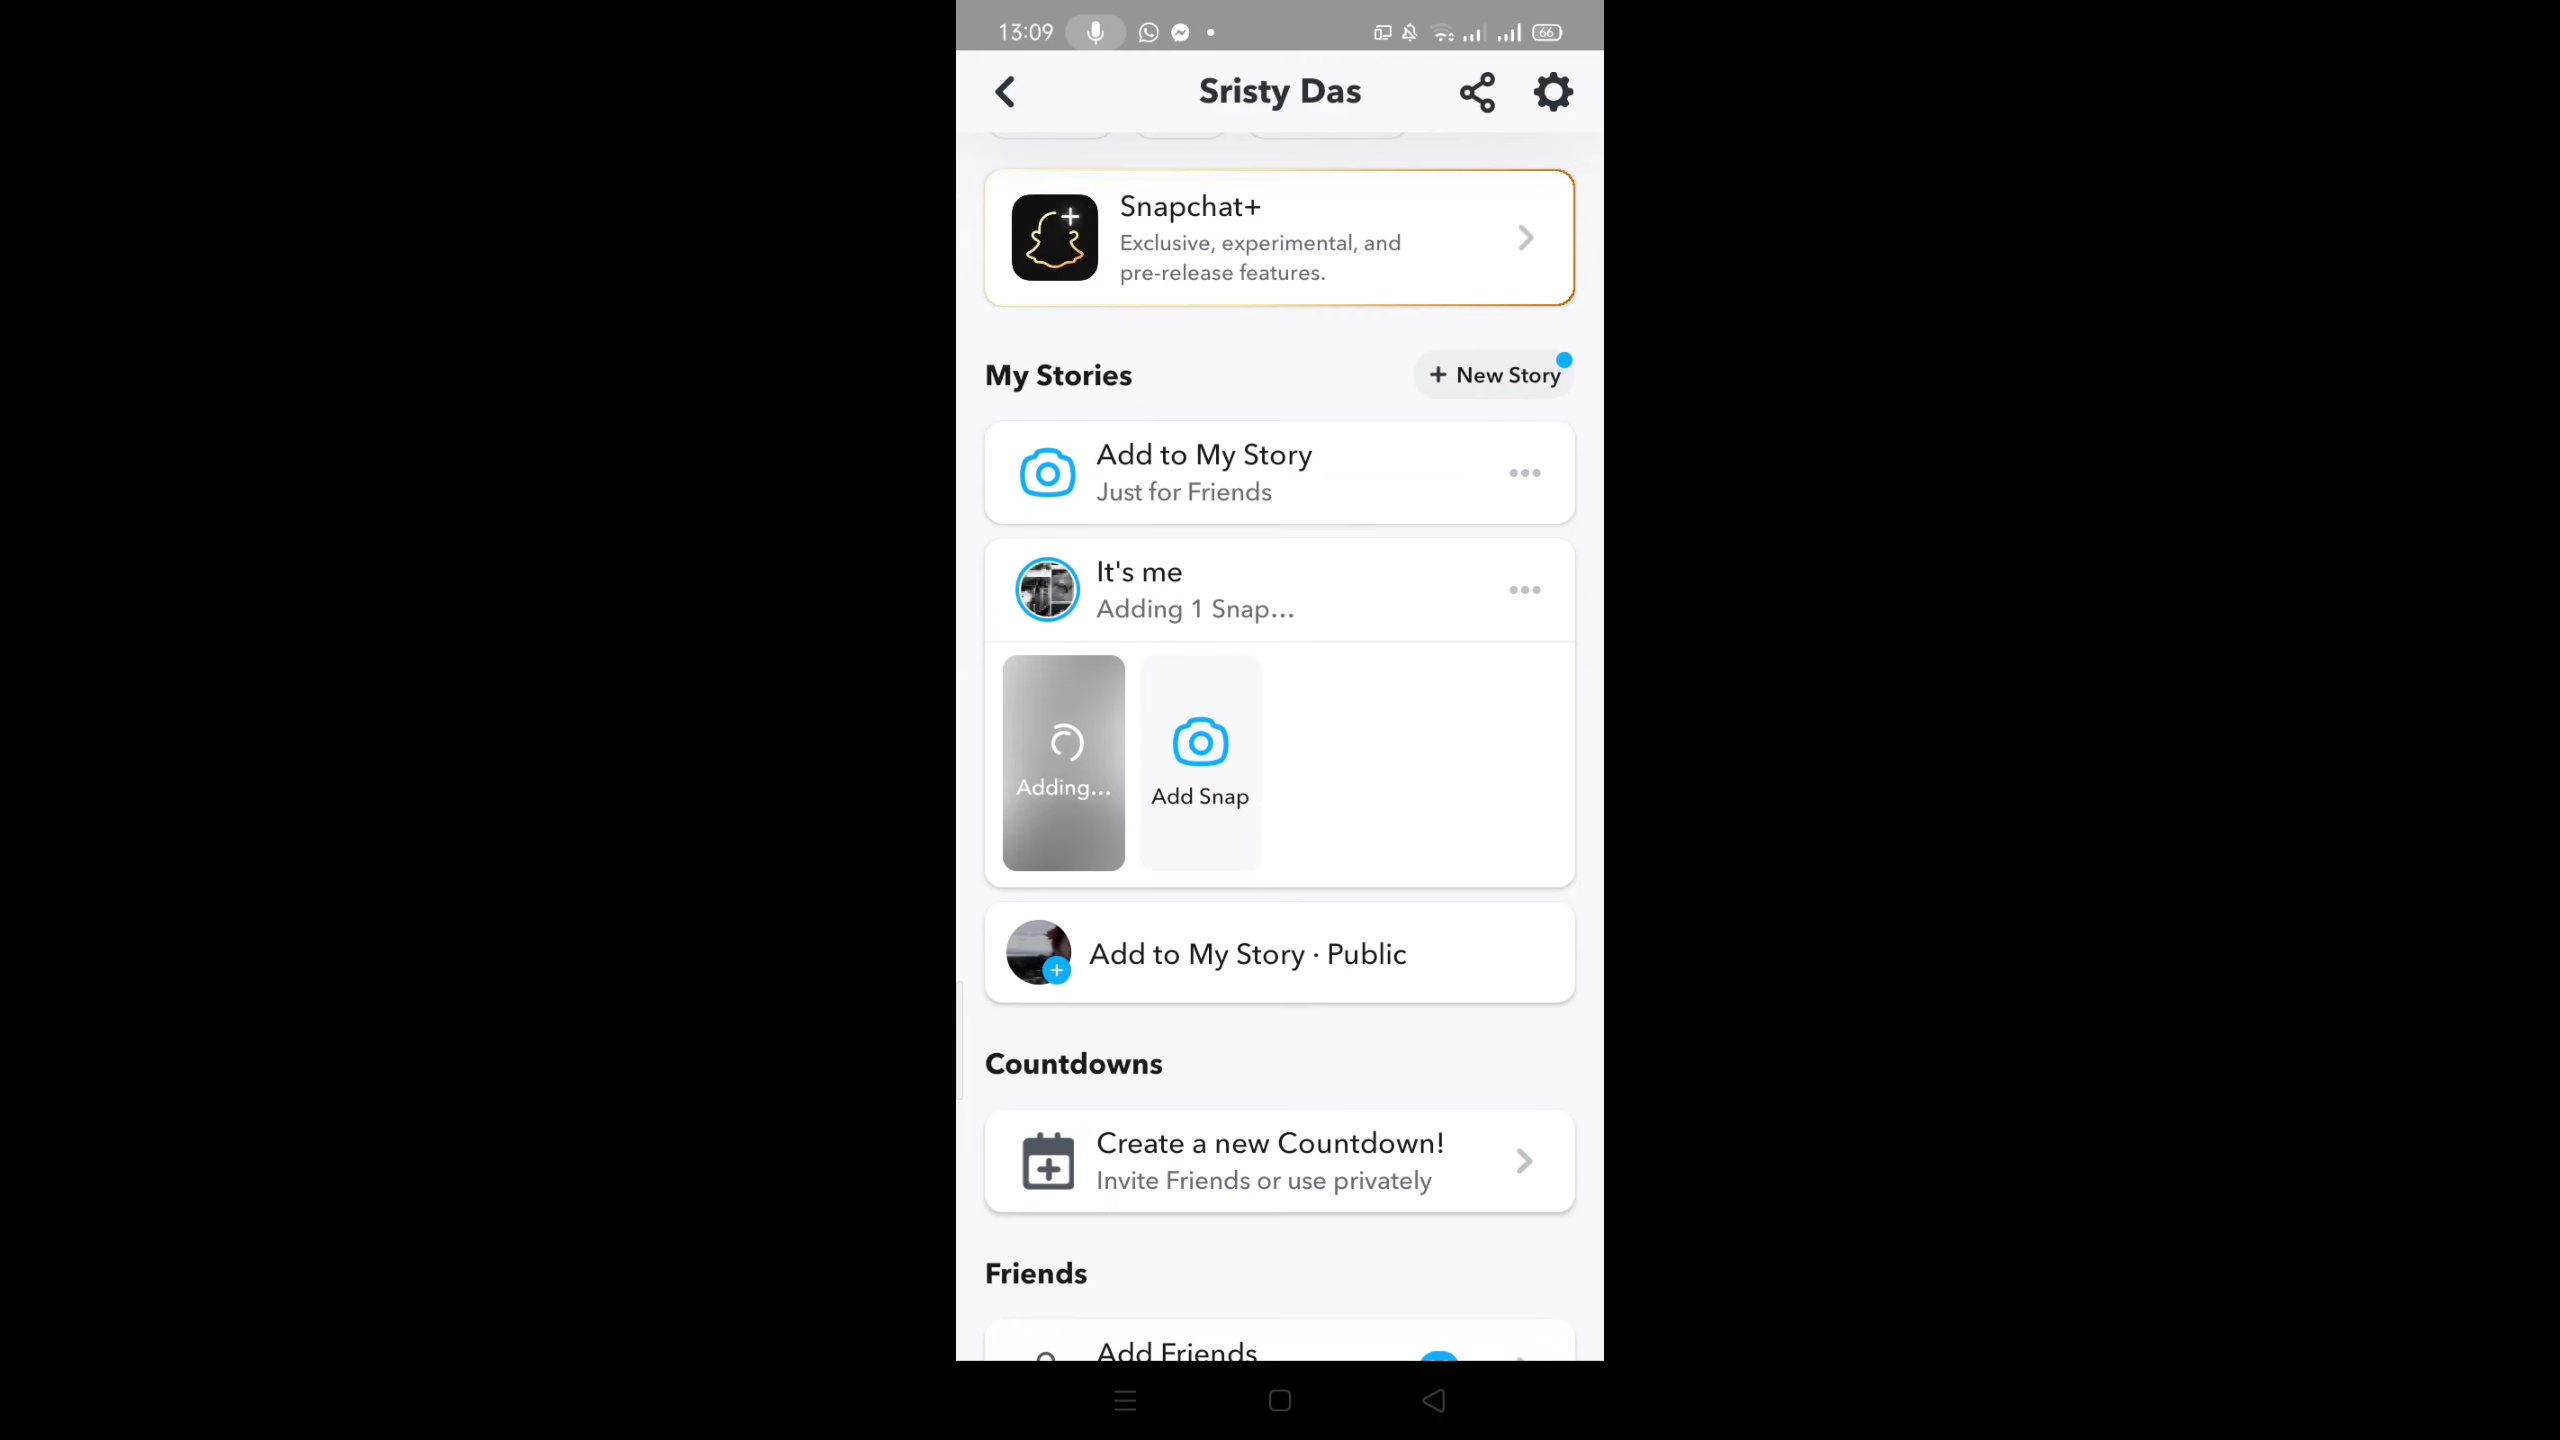 13:09
66
Sristy Das
Snapchat+
Exclusive, experimental, and
pre-release features.
My Stories
+ New Story
Add to My Story
Just for Friends
It's me
Adding 1 Snap...
Adding...
Add Snap
Add to My Story · Public
Countdowns
Create a new Countdown!
Invite Friends or use privately
Friends
Add Friends